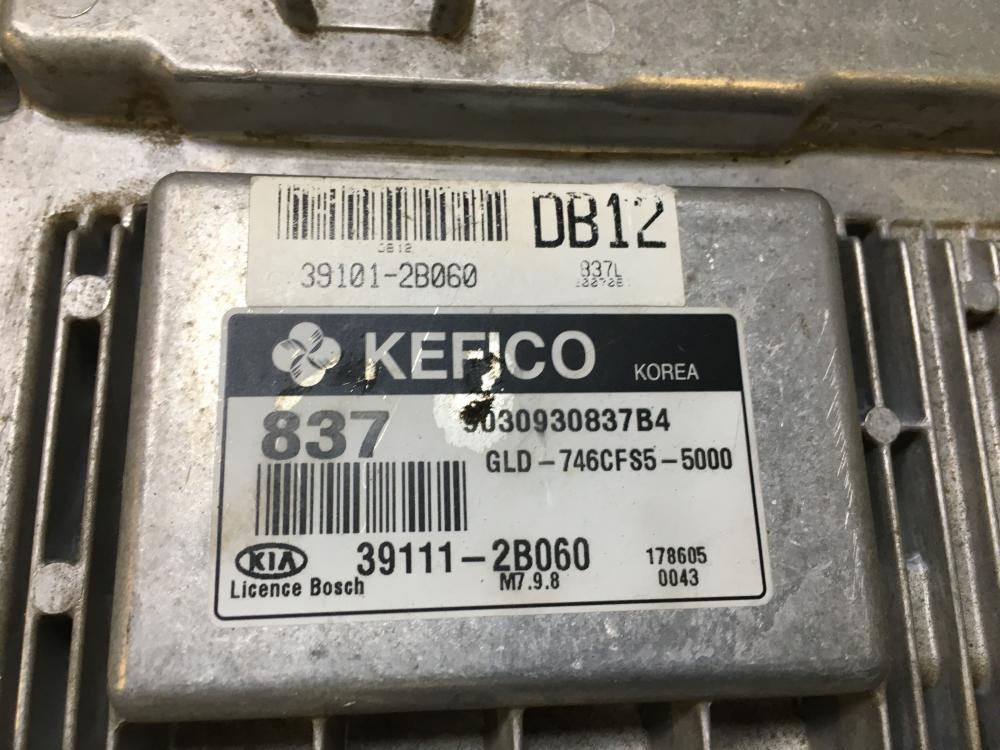 DB12
DB12
39101-2B060
837L
KEFICO
KOREA
837
9030930837B4
GLD-746CFS5-5000
KIA
39111-2B060
178605
Licence Bosch
M7.9.8
0043